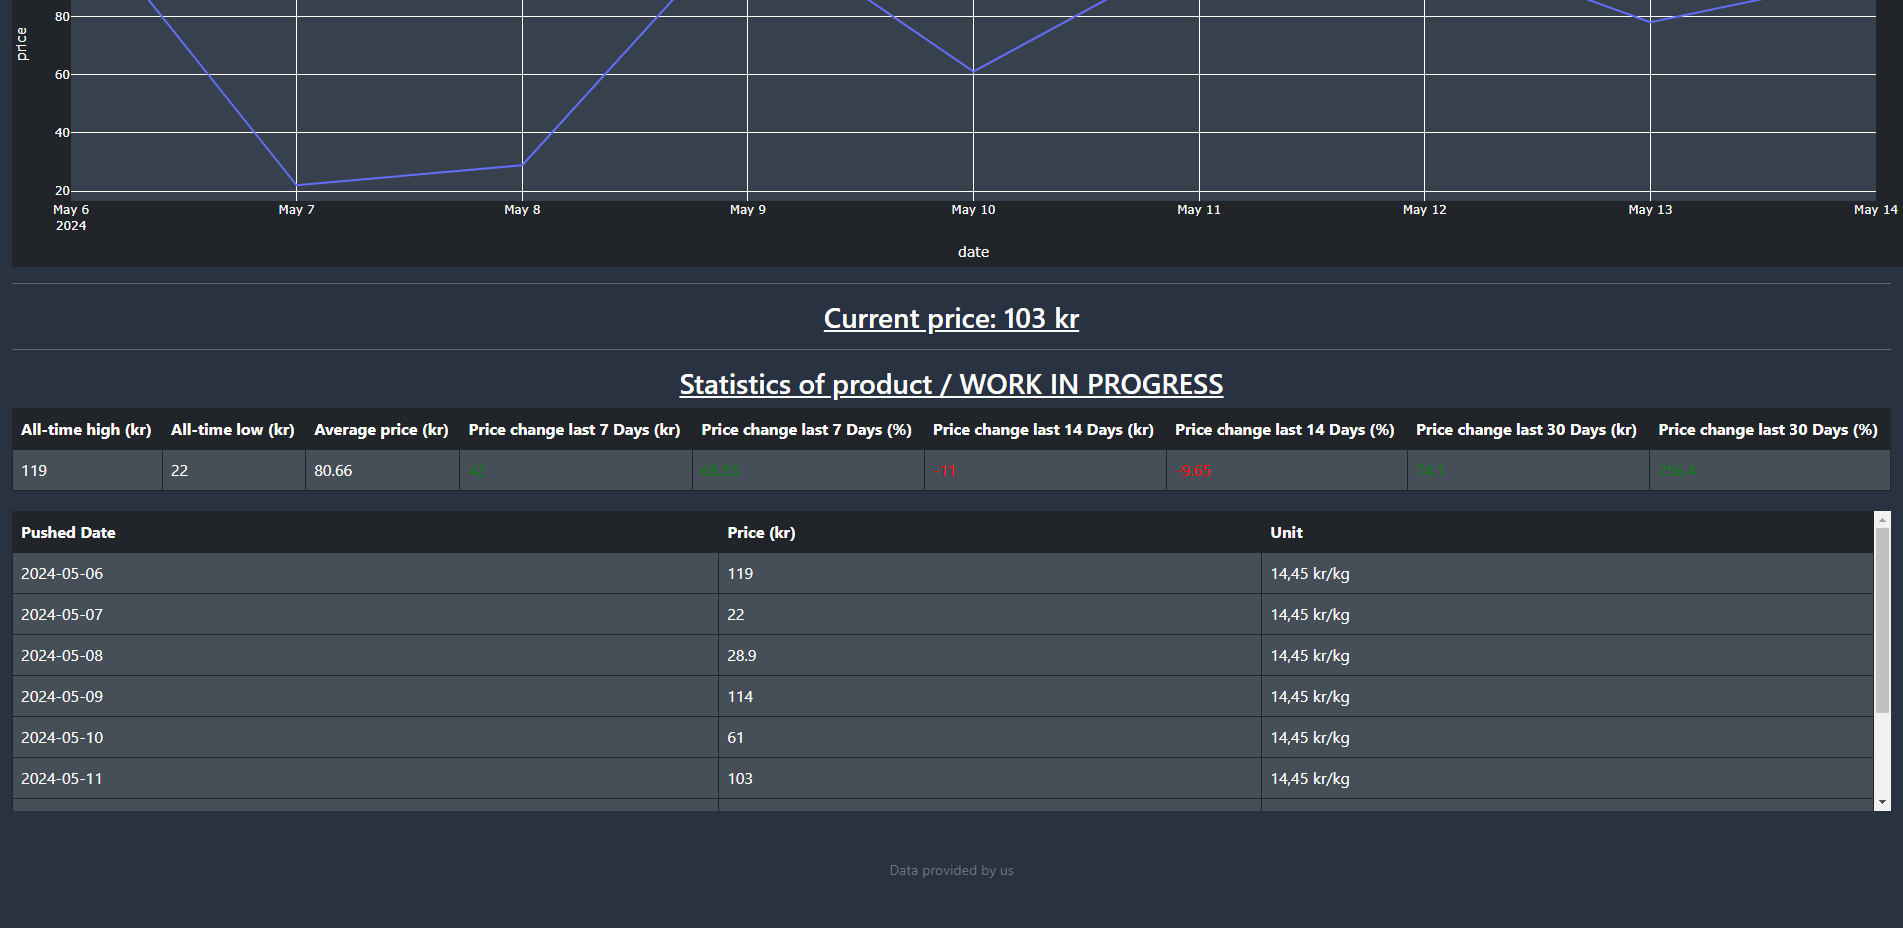 80
price
60
40
20
May 6 May 7 May 8 May 9 May 10 May 11 May 12 May 13 May 14
2024
date
Current price: 103 kr
Statistics of product / WORK IN PROGRESS
All-time high (kr) All-time low (kr) Average price (kr) Price change last 7 Days (kr) Price change last 7 Days (%) Price change last 14 Days (kr) Price change last 14 Days (%) Price change last 30 Days (kr) Price change last 30 Days (%)
119 22 80.66 42 -11 -9.65
Pushed Date Price (kr) Unit
2024-05-06 119 14,45 kr/kg
2024-05-07 22 14,45 kr/kg
2024-05-08 28.9 14,45 kr/kg
2024-05-09 114 14,45 kr/kg
2024-05-10 61 14,45 kr/kg
2024-05-11 103 14,45 kr/kg
Data provided by us